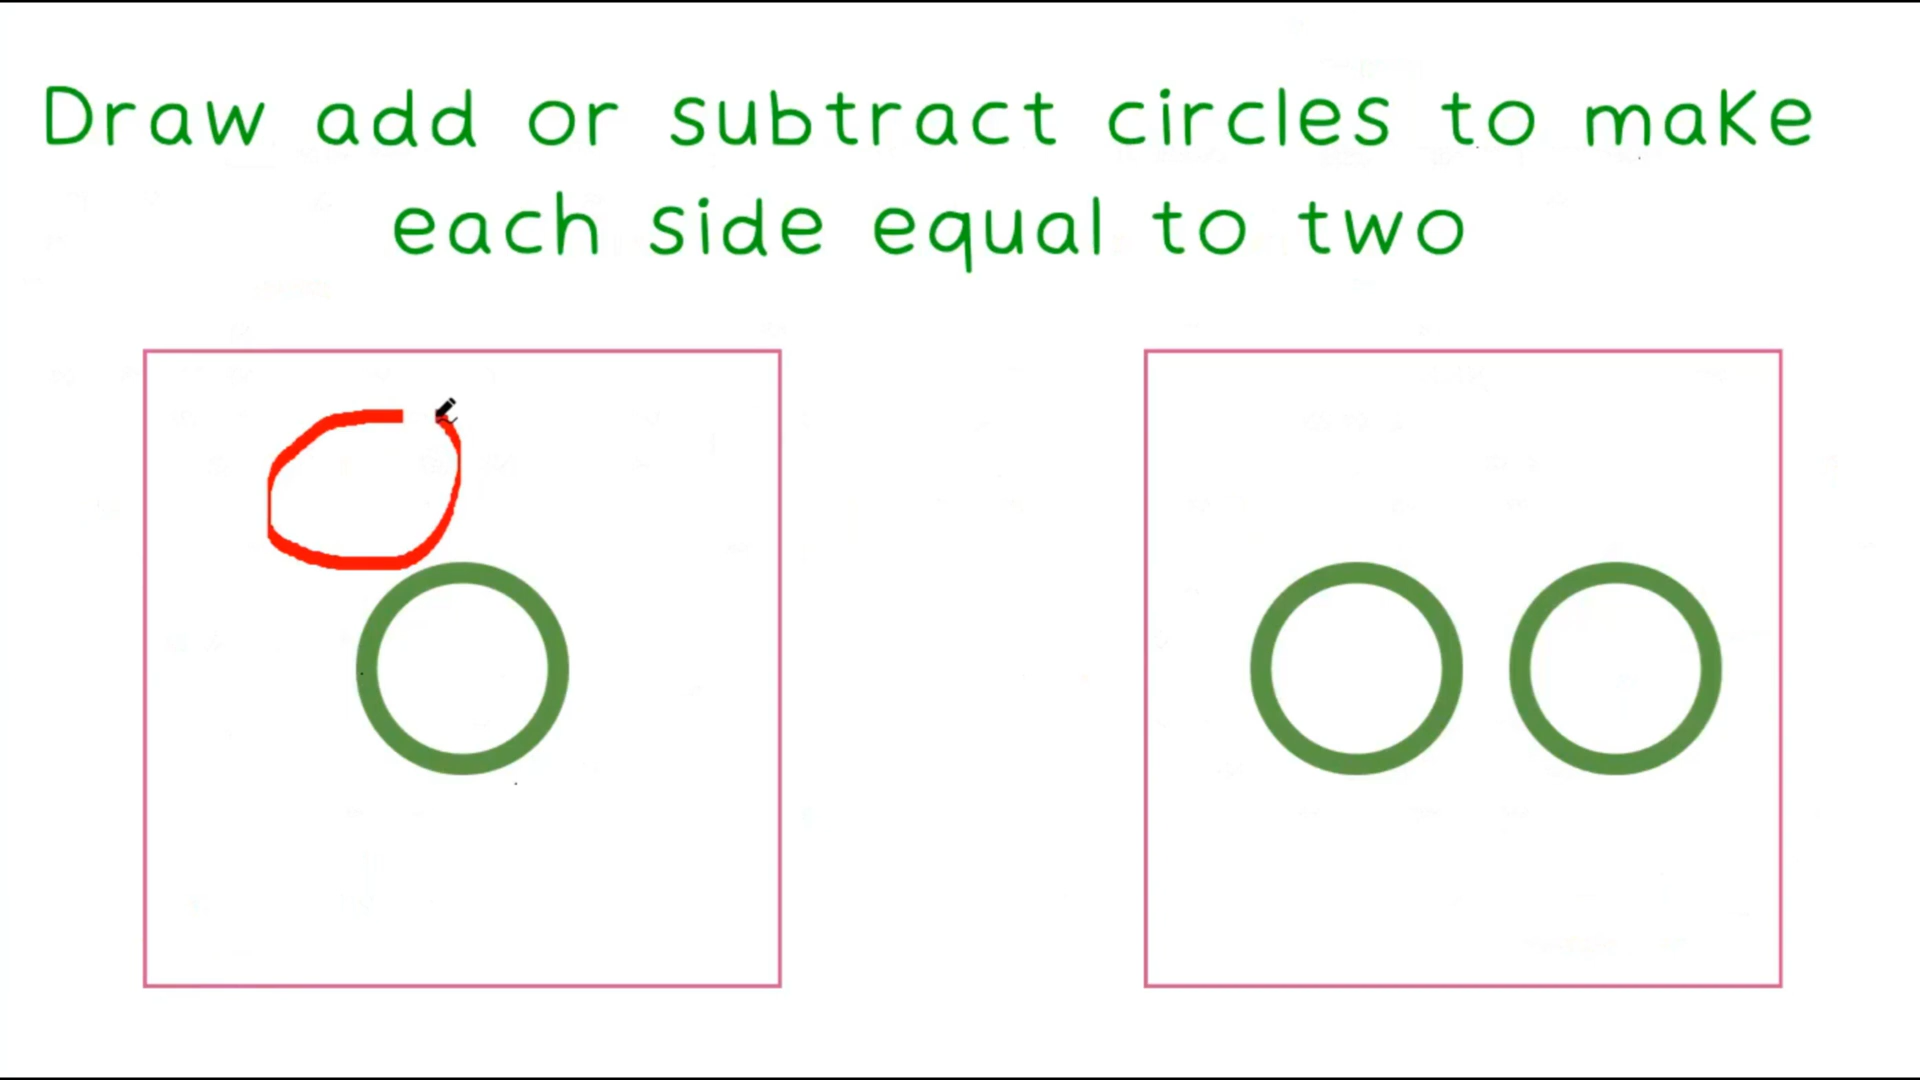 Draw add or subtract circles to make
each side equal to two